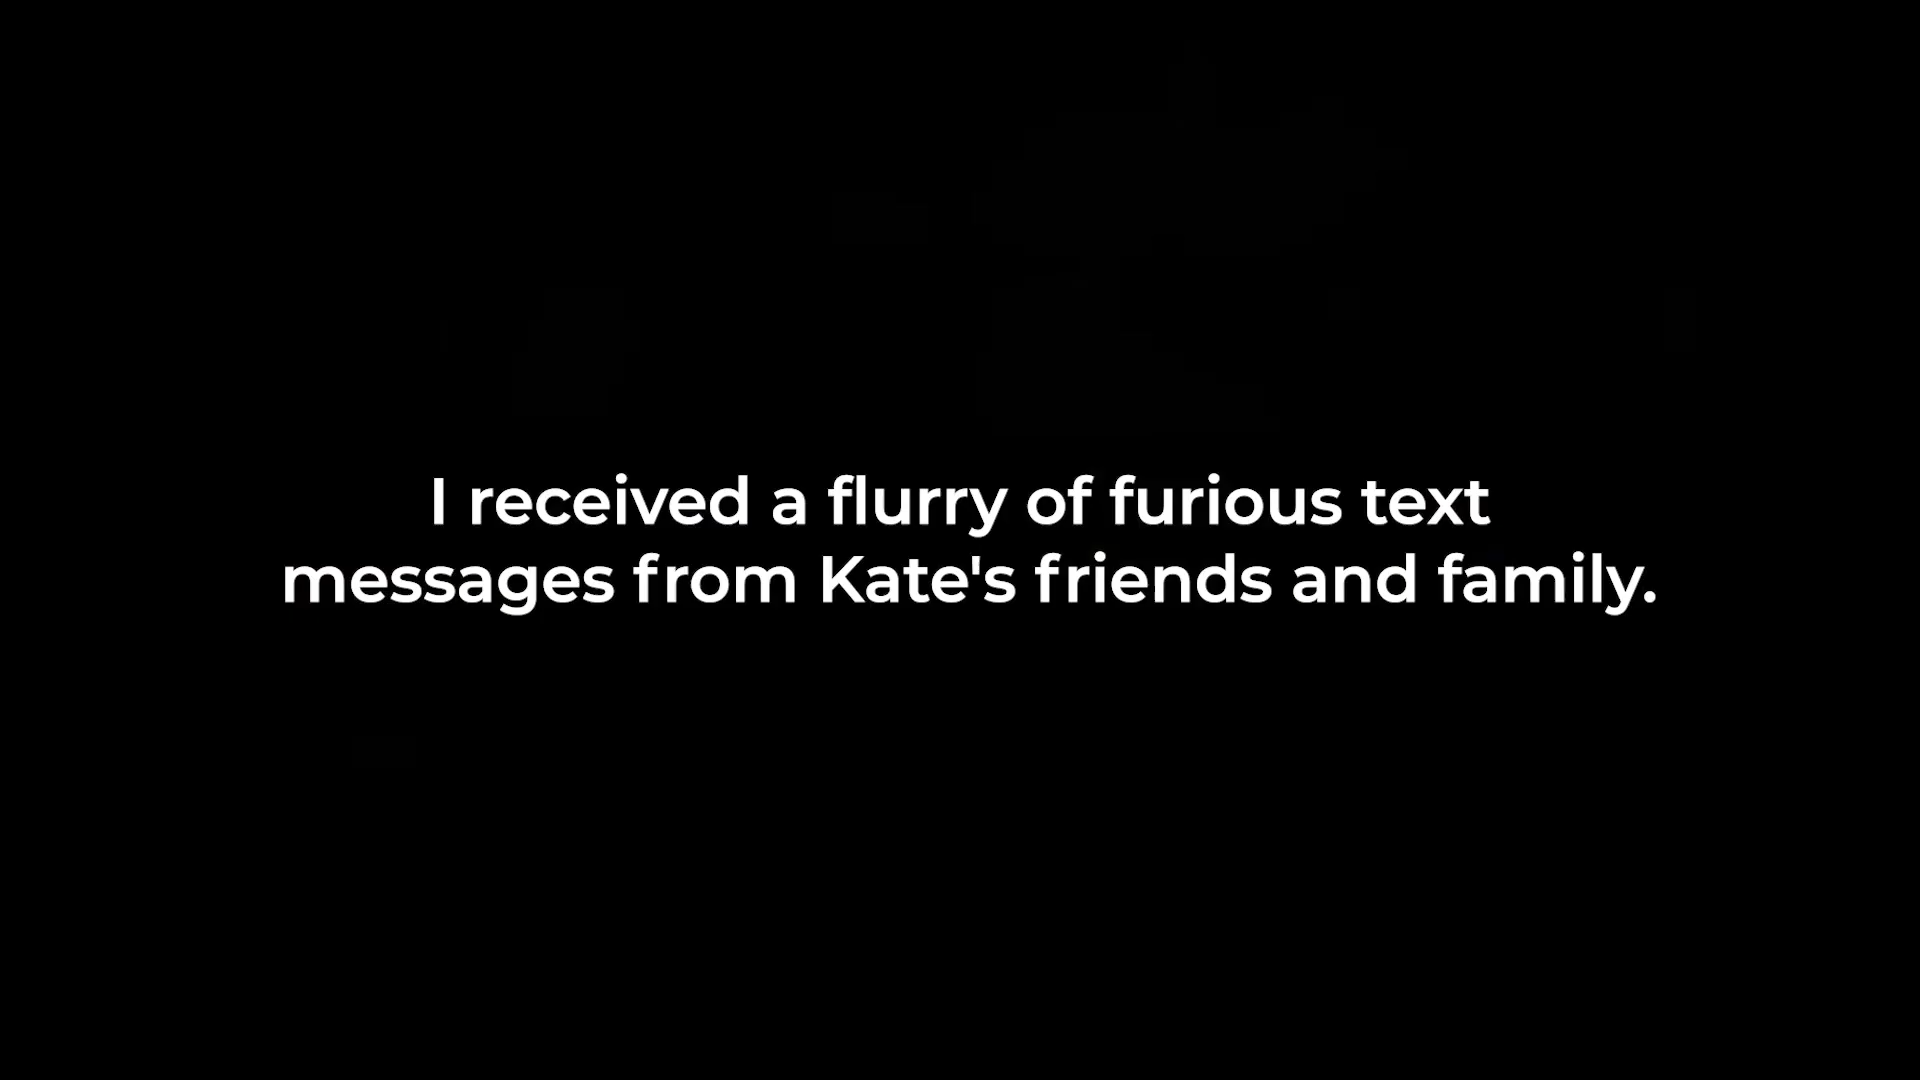 I received a flurry of furious text
messages from Kate's friends and family.